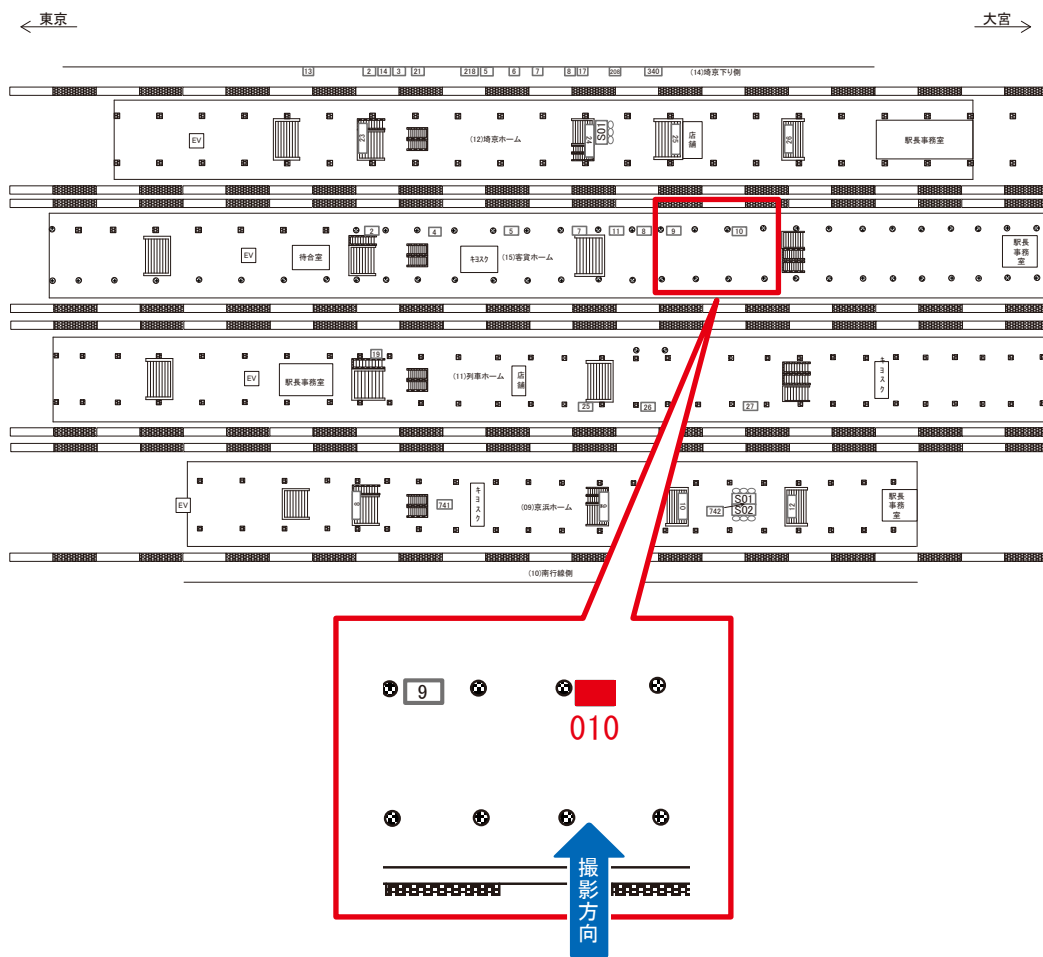 東京
大宮
13 2 14 3 21 218 5 6 7 8 17 208 340 (14)埼京下り側
EV 23 (12)埼京ホーム 24 S01 25 店舗 26 駅長事務室
2 4 5 7 11 8 9 10
EV 待合室 キヨスク (15)客貨ホーム 駅長事務室
19
EV 駅長事務室 (11)列車ホーム 店舗 キヨスク
25 26 27
EV 8 741 キヨスク (09)京浜ホーム 10 742 S01 12 駅長事務室
S02
(10)南行線側
9
010
撮影方向